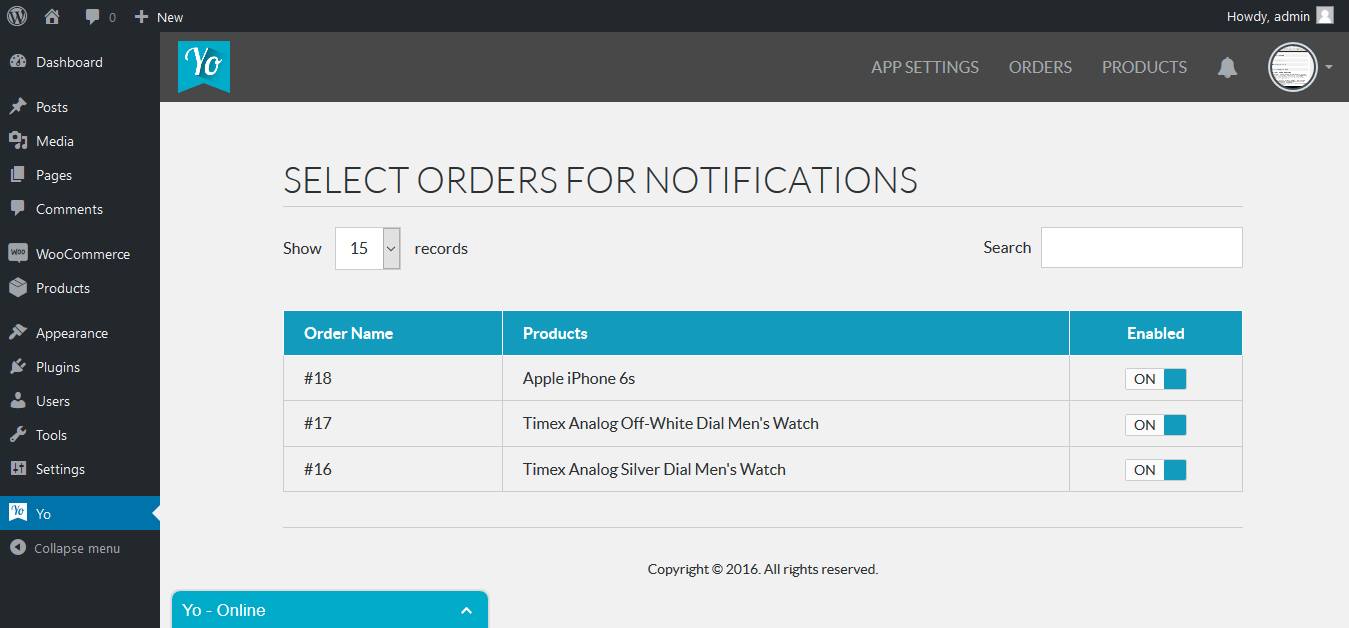 0 New Howdy, admin
Dashboard
Posts
Media
Pages
Comments
Woo WooCommerce
Products
Appearance
Plugins
Users
Tools
Settings
Yo Yo
Collapse menu
Yo APP SETTINGS ORDERS PRODUCTS
SELECT ORDERS FOR NOTIFICATIONS
Show 15 records Search
Order Name Products Enabled
#18 Apple iPhone 6s ON
#17 Timex Analog Off-White Dial Men's Watch ON
#16 Timex Analog Silver Dial Men's Watch ON
Copyright © 2016. All rights reserved.
Yo - Online